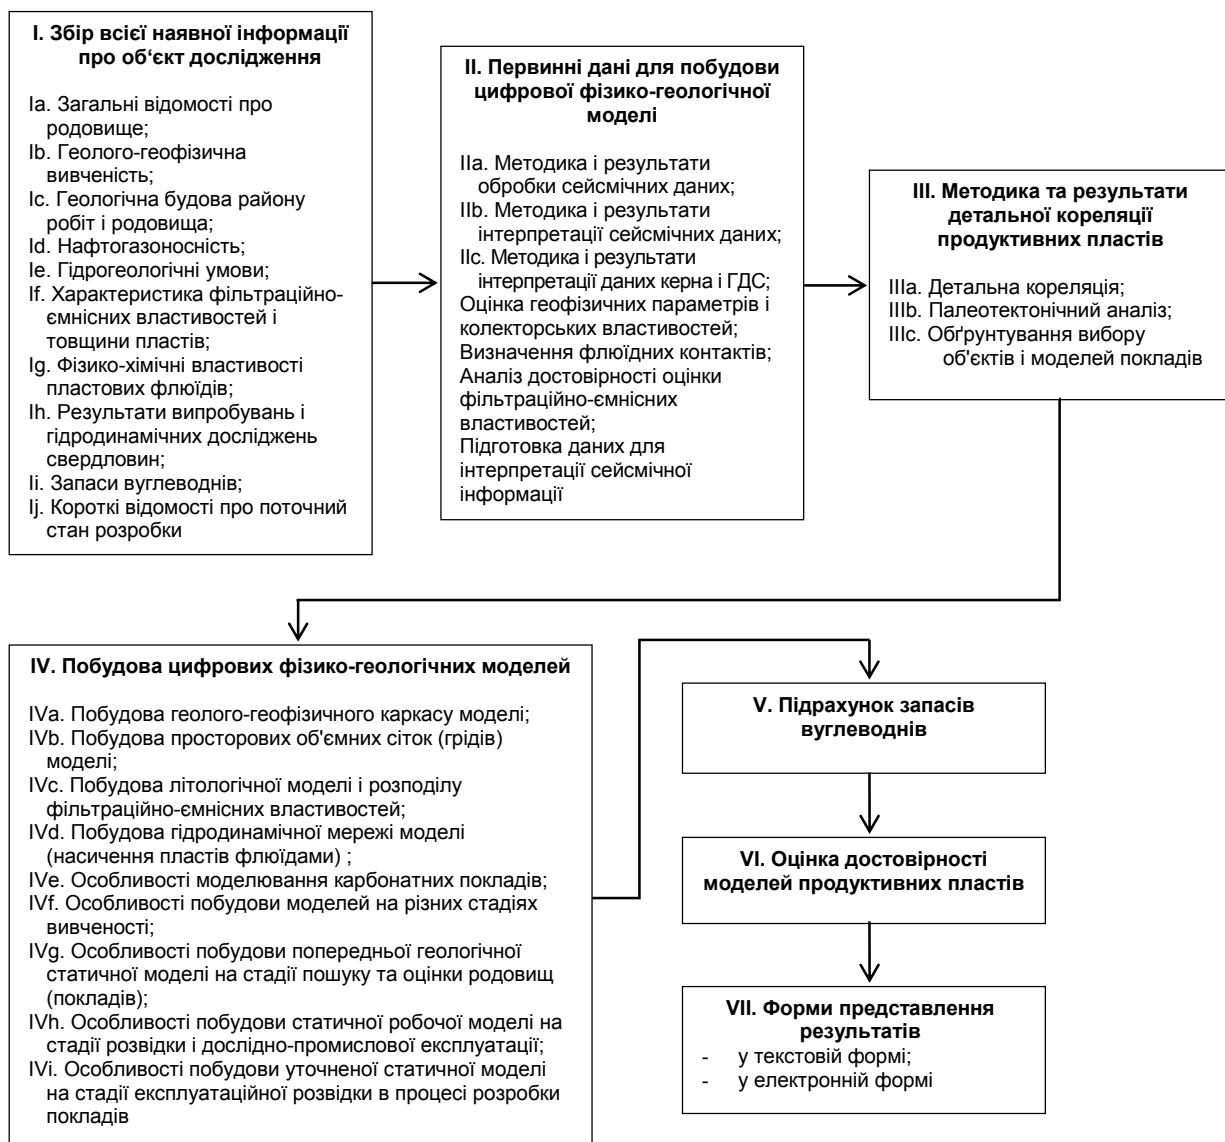 I. Збір всієї наявної інформації
про об‘єкт дослідження
Ia. Загальні відомості про
родовище;
Ib. Геолого-геофізична
вивченість;
Ic. Геологічна будова району
робіт і родовища;
Id. Нафтогазоносність;
Ie. Гідрогеологічні умови;
If. Характеристика фільтраційно-
ємнісних властивостей і
товщини пластів;
Ig. Фізико-хімічні властивості
пластових флюїдів;
Ih. Результати випробувань і
гідродинамічних досліджень
свердловин;
Ii. Запаси вуглеводнів;
Ij. Короткі відомості про поточний
стан розробки
II. Первинні дані для побудови
цифрової фізико-геологічної
моделі
IIa. Методика і результати
обробки сейсмічних даних;
IIb. Методика і результати
інтерпретації сейсмічних даних;
IIc. Методика і результати
інтерпретації даних керна і ГДС;
Оцінка геофізичних параметрів і
колекторських властивостей;
Визначення флюїдних контактів;
Аналіз достовірності оцінки
фільтраційно-ємнісних
властивостей;
Підготовка даних для
інтерпретації сейсмічної
інформації
III. Методика та результати
детальної кореляції
продуктивних пластів
IIIa. Детальна кореляція;
IIIb. Палеотектонічний аналіз;
IIIc. Обґрунтування вибору
об'єктів і моделей покладів
IV. Побудова цифрових фізико-геологічних моделей
IVa. Побудова геолого-геофізичного каркасу моделі;
IVb. Побудова просторових об'ємних сіток (грідів)
моделі;
IVc. Побудова літологічної моделі і розподілу
фільтраційно-ємнісних властивостей;
IVd. Побудова гідродинамічної мережі моделі
(насичення пластів флюїдами) ;
IVe. Особливості моделювання карбонатних покладів;
IVf. Особливості побудови моделей на різних стадіях
вивченості;
IVg. Особливості побудови попередньої геологічної
статичної моделі на стадії пошуку та оцінки родовищ
(покладів);
IVh. Особливості побудови статичної робочої моделі на
стадії розвідки і дослідно-промислової експлуатації;
IVi. Особливості побудови уточненої статичної моделі
на стадії експлуатаційної розвідки в процесі розробки
покладів
V. Підрахунок запасів
вуглеводнів
VI. Оцінка достовірності
моделей продуктивних пластів
VII. Форми представлення
результатів
- у текстовій формі;
- у електронній формі